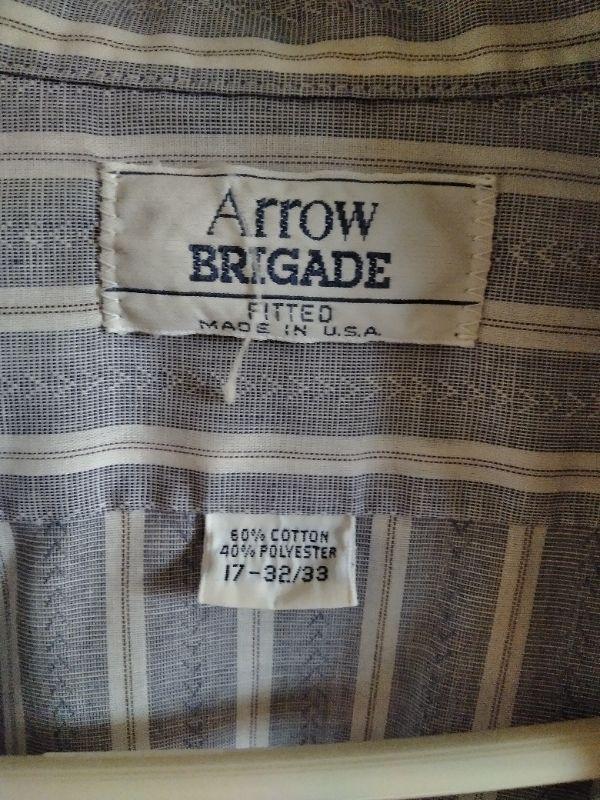 Arrow
BRIGADE
FITTED
MADE IN U.S.A.
60% COTTON
40% POLYESTER
17-32/33